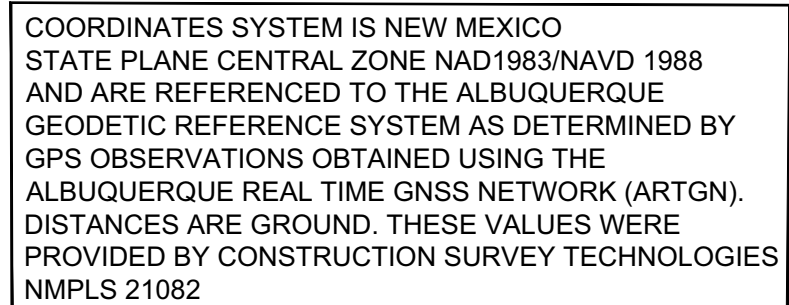 COORDINATES SYSTEM IS NEW MEXICO
STATE PLANE CENTRAL ZONE NAD1983/NAVD 1988
AND ARE REFERENCED TO THE ALBUQUERQUE
GEODETIC REFERENCE SYSTEM AS DETERMINED BY
GPS OBSERVATIONS OBTAINED USING THE
ALBUQUERQUE REAL TIME GNSS NETWORK (ARTGN).
DISTANCES ARE GROUND. THESE VALUES WERE
PROVIDED BY CONSTRUCTION SURVEY TECHNOLOGIES
NMPLS 21082